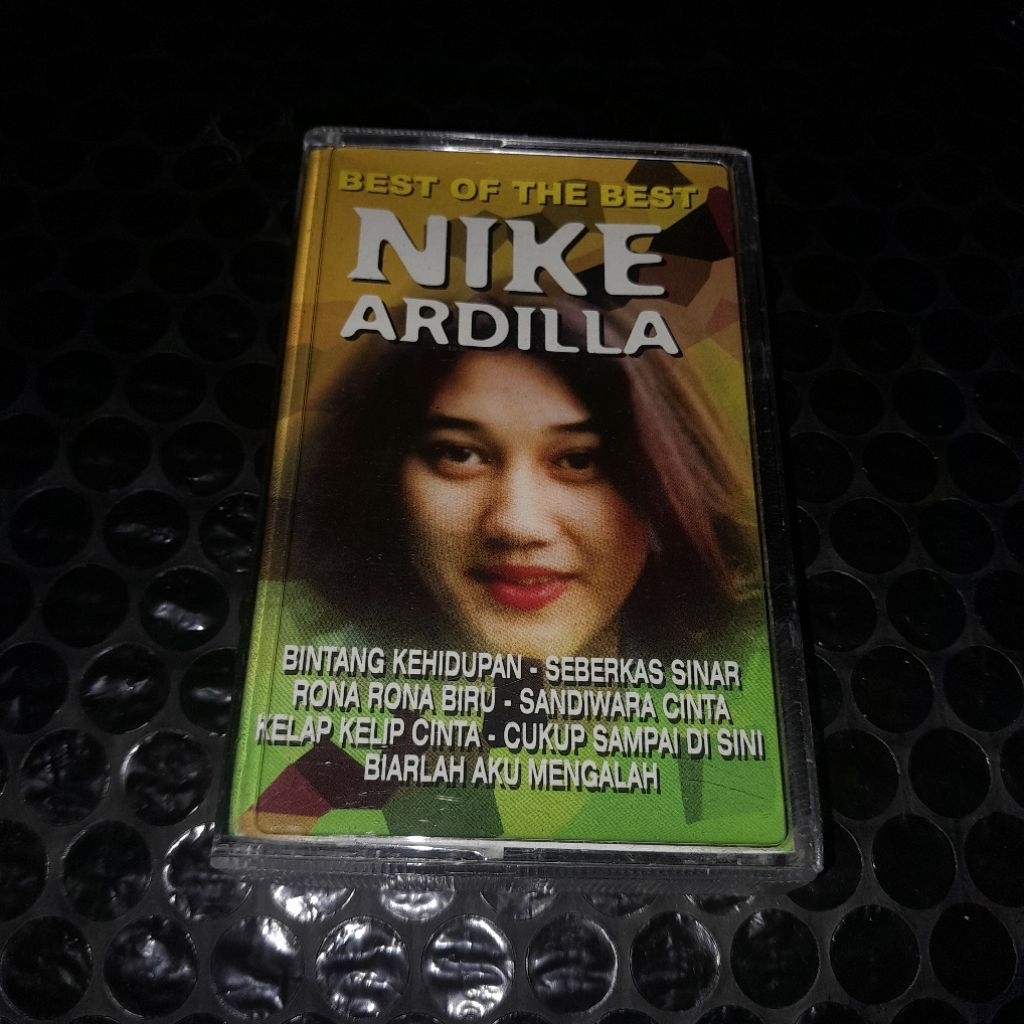 BEST OF THE BEST
NIKE
ARDILLA
BINTANG KEHIDUPAN - SEBERKAS SINAR
RONA RONA BIRU - SANDIWARA CINTA
KELAP KELIP CINTA - CUKUP SAMPAI DI SINI
BIARLAH AKU MENGALAH